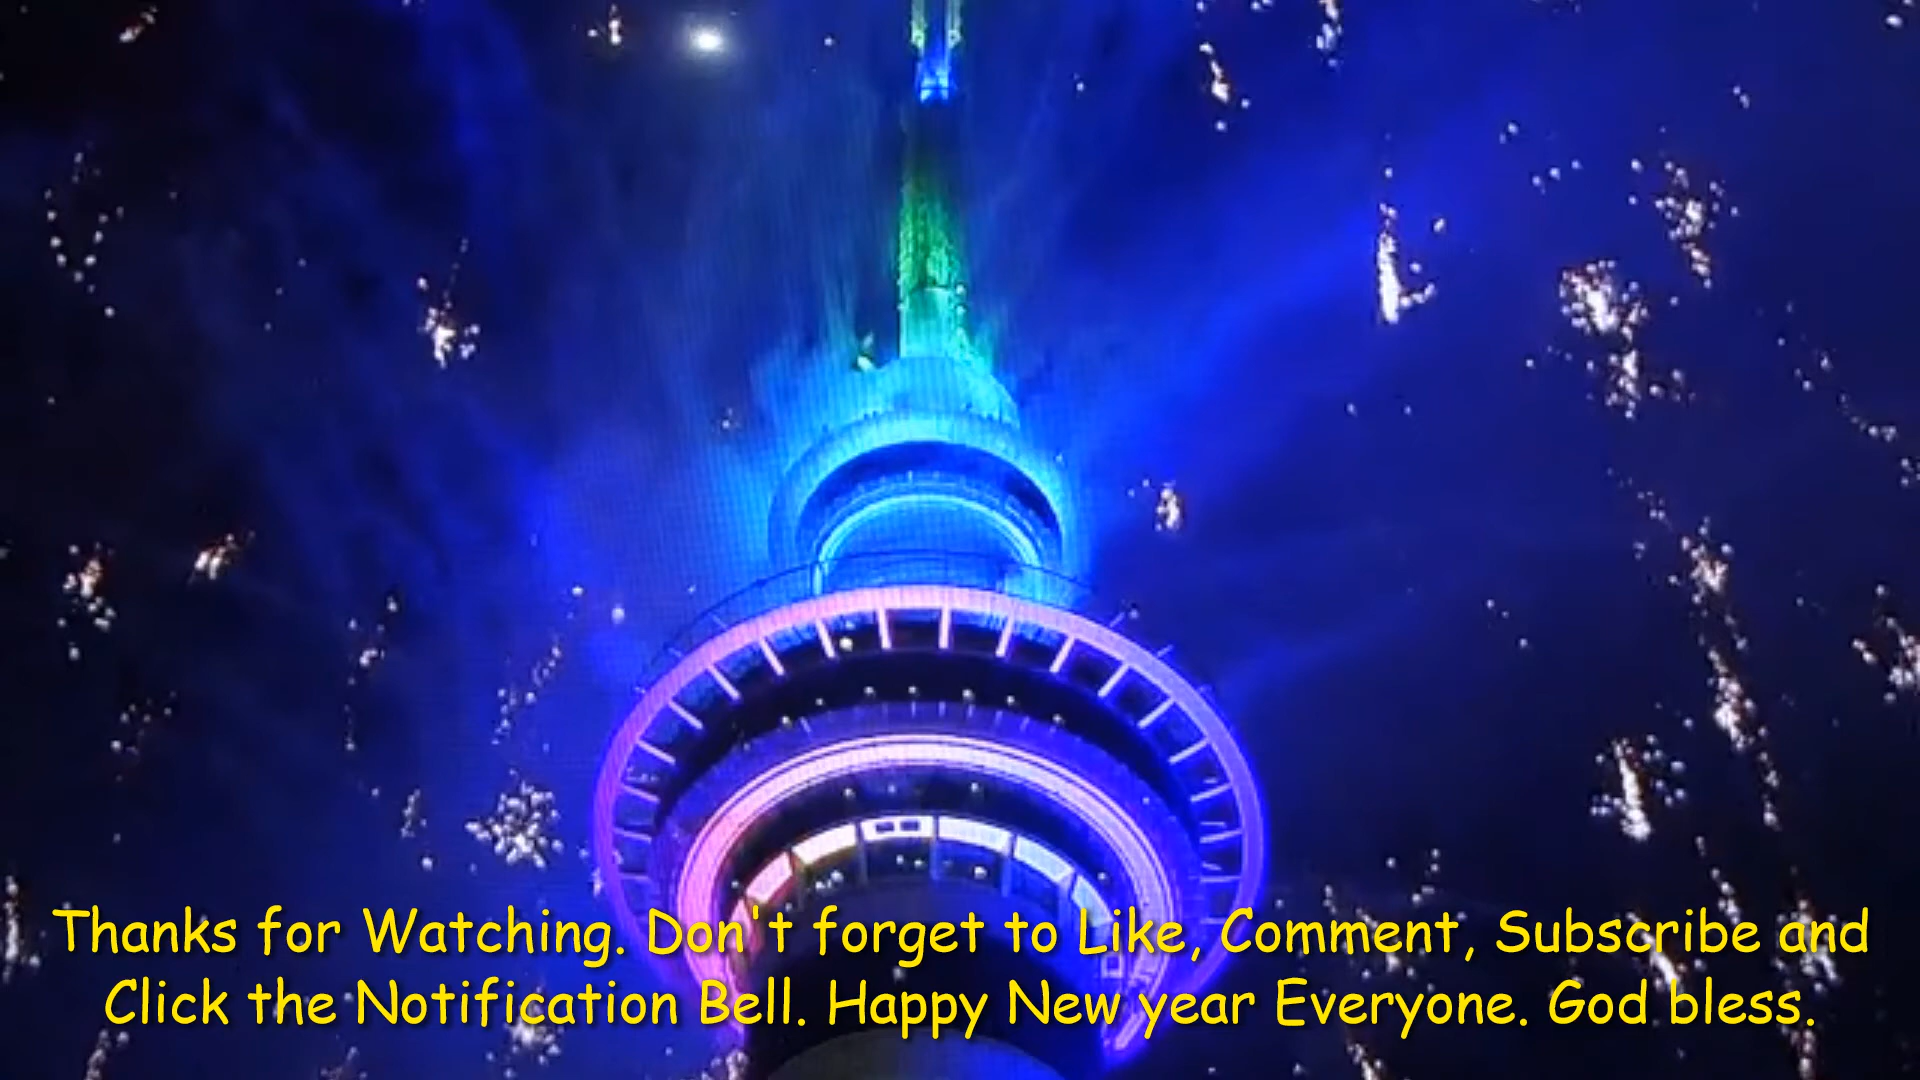 Thanks for Watching. Don't forget to Like, Comment, Subscribe and
Click the Notification Bell. Happy New year Everyone. God bless.